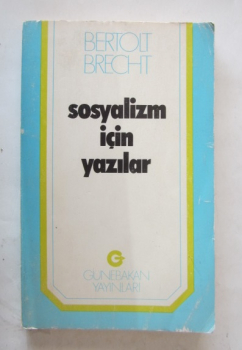 BERTOLT
BRECHT
sosyalizm
için
yazılar
G
GÜNEBAKAN
YAYINLARI